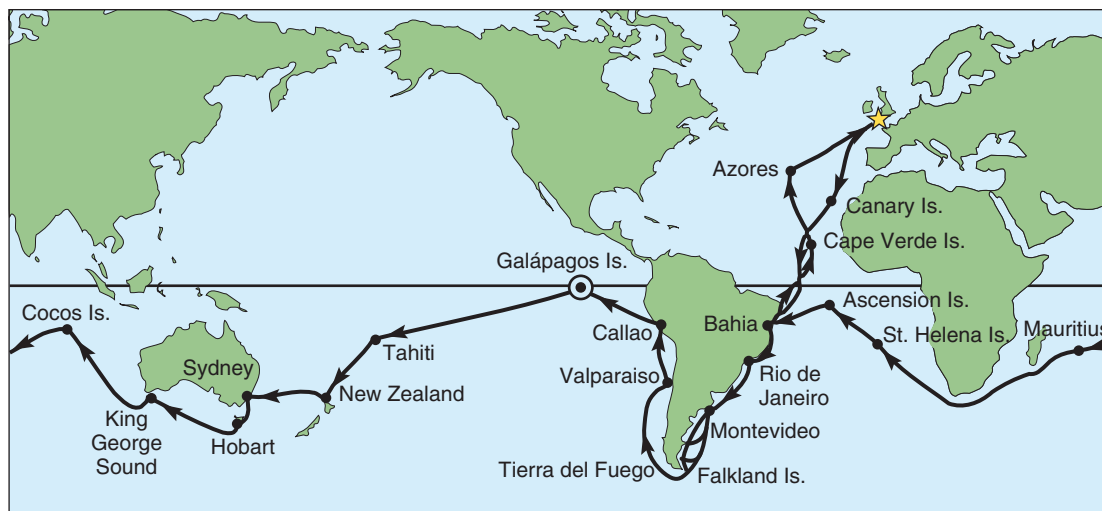 Azores
Canary Is.
Cape Verde Is.
Galápagos Is.
Cocos Is.
Ascension Is.
Callao
Bahia
St. Helena Is.
Mauritius
Tahiti
Sydney
Valparaiso
Rio de
Janeiro
New Zealand
King
George
Sound
Hobart
Montevideo
Tierra del Fuego
Falkland Is.